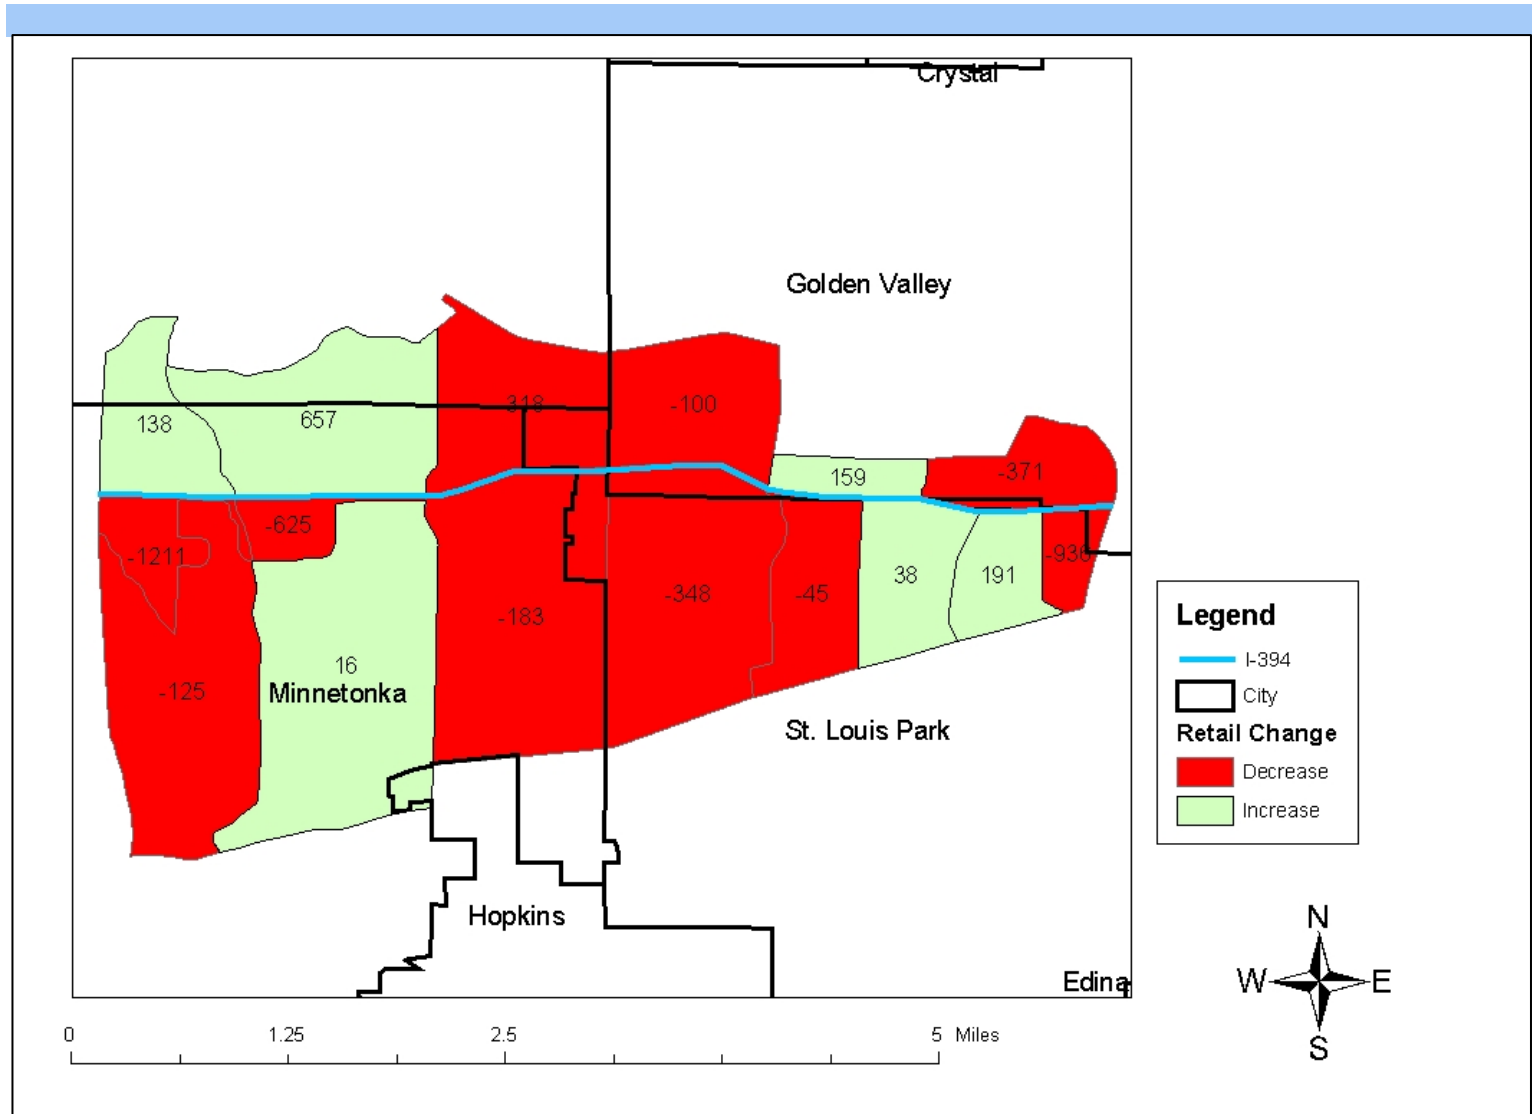 Crystal
Golden Valley
318
-100
138
657
-371
159
-625
-1211
-936
38
191
-348
-45
-183
16
-125
Minnetonka
St. Louis Park
Hopkins
Edina
Legend
I-394
City
Retail Change
Decrease
Increase
N
W E
S
0 1.25 2.5 5 Miles